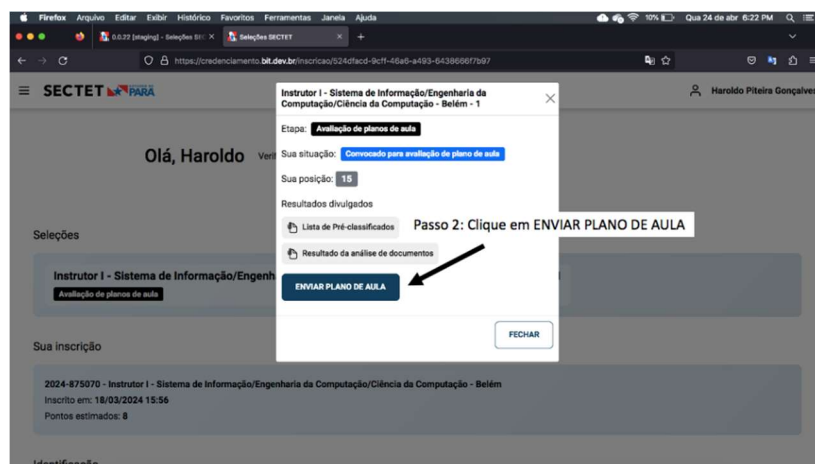 Firefox Arquivo Editar Exibir Histórico Favoritos Ferramentas Janela Ajuda 10% Qua 24 de abr 6:22 PM
0.0.22 [staging] - Seleções SEC Seleções SECTET
https://credenciamento.bit.dev.br/inscricao/524dfacd-9cff-46a6-a493-6438666f7b97
SECTET PARÁ
Haroldo Piteira Gonçalves
Instrutor I - Sistema de Informação/Engenharia da
Computação/Ciência da Computação - Belém - 1
Etapa: Avaliação de planos de aula
Olá, Haroldo Veri
Sua situação: Convocado para avaliação de plano de aula
Sua posição: 15
Resultados divulgados
Lista de Pré-classificados
Passo 2: Clique em ENVIAR PLANO DE AULA
Seleções
Resultado da análise de documentos
Instrutor I - Sistema de Informação/Engenh
ENVIAR PLANO DE AULA
Avaliação de planos de aula
FECHAR
Sua inscrição
2024-875070 - Instrutor I - Sistema de Informação/Engenharia da Computação/Ciência da Computação - Belém
Inscrito em: 18/03/2024 15:56
Pontos estimados: 8
Identificação